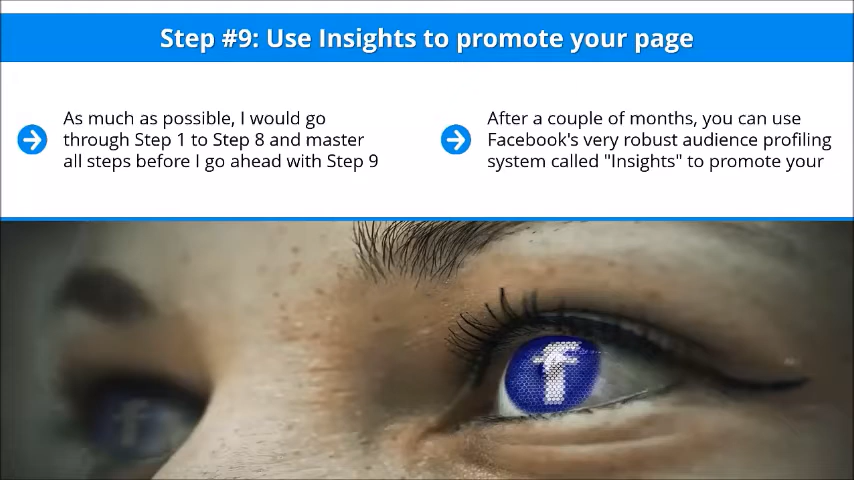 Step #9: Use Insights to promote your page
As much as possible, I would go
through Step 1 to Step 8 and master
all steps before I go ahead with Step 9
After a couple of months, you can use
Facebook's very robust audience profiling
system called "Insights" to promote your
f
f